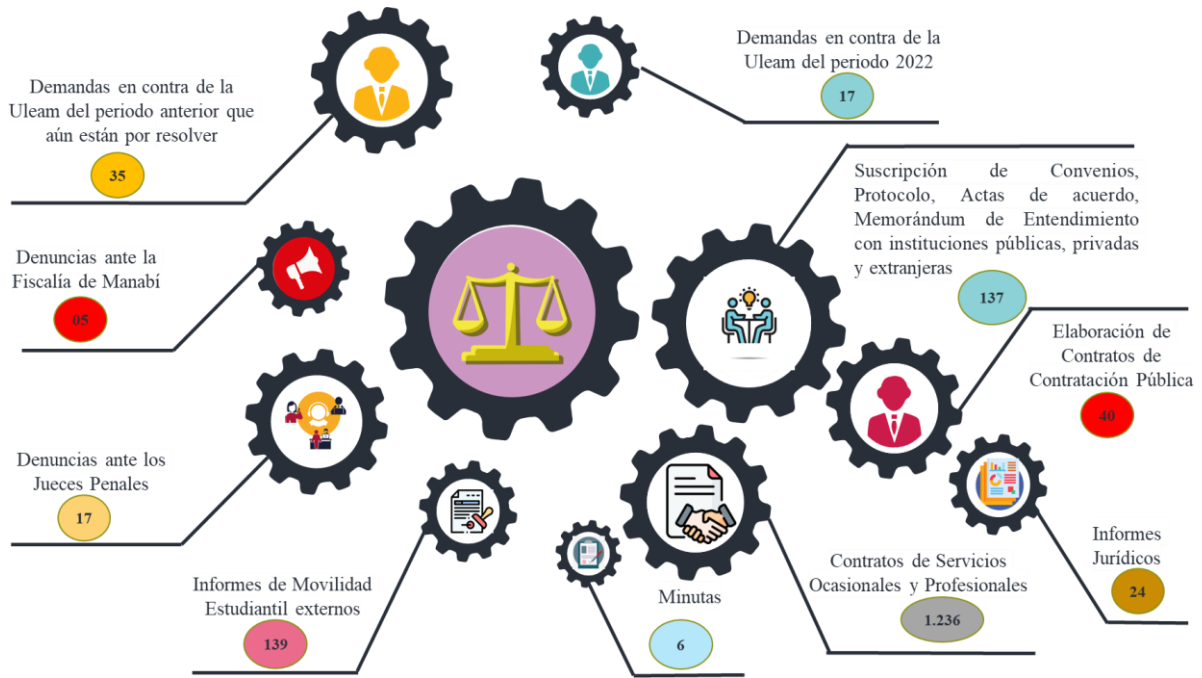 Demandas en contra de la
Uleam del periodo anterior que
aún están por resolver
35
Demandas en contra de la
Uleam del periodo 2022
17
Suscripción de Convenios,
Protocolo, Actas de acuerdo,
Memorándum de Entendimiento
con instituciones públicas, privadas
y extranjeras
137
Denuncias ante la
Fiscalía de Manabí
05
Elaboración de
Contratos de
Contratación Pública
40
Denuncias ante los
Jueces Penales
17
Informes de Movilidad
Estudiantil externos
139
Minutas
6
Contratos de Servicios
Ocasionales y Profesionales
1.236
Informes
Jurídicos
24